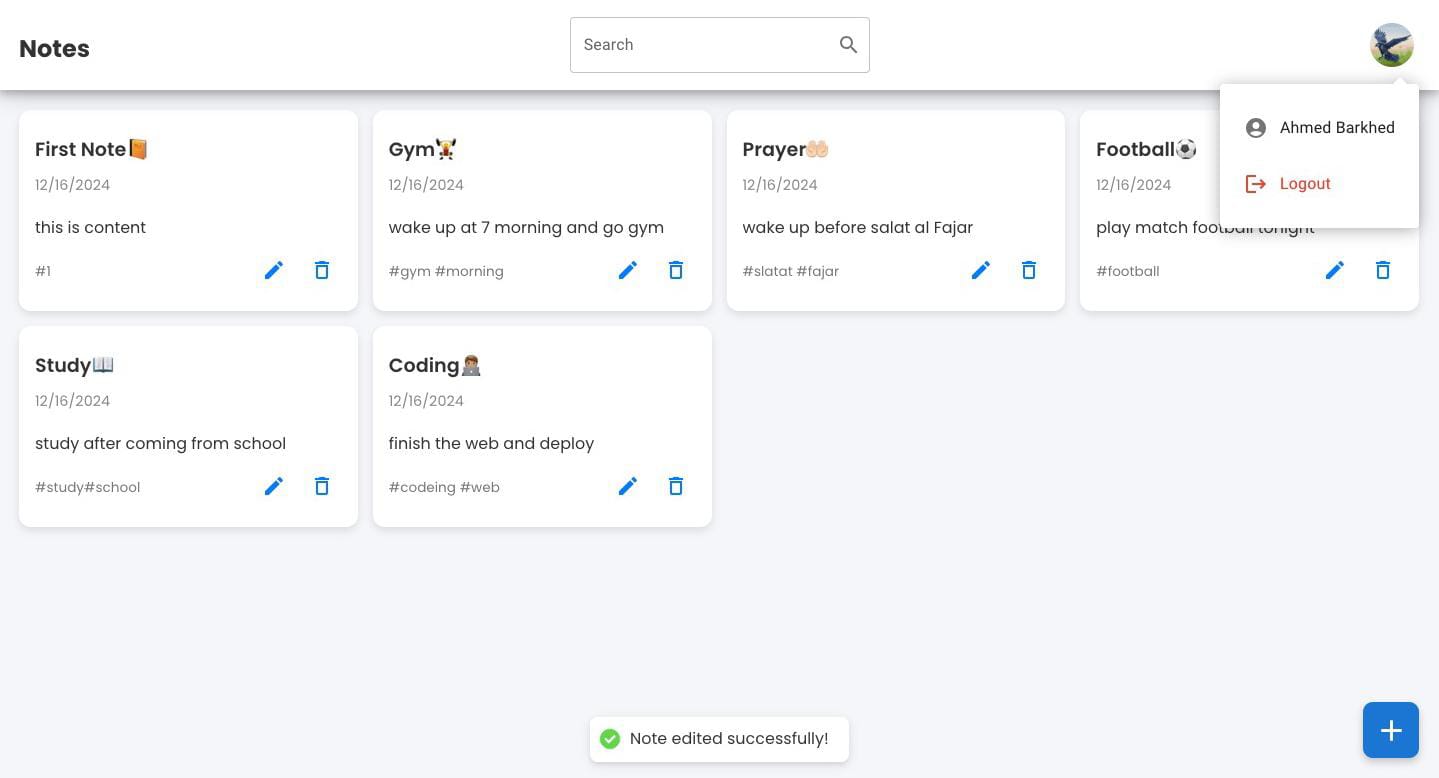 Notes
Search
Ahmed Barkhed
Logout
First Note📙
12/16/2024
this is content
#1
Gym🏋️
12/16/2024
wake up at 7 morning and go gym
#gym #morning
Prayer🤲🏻
12/16/2024
wake up before salat al Fajar
#slatat #fajar
Football⚽
12/16/2024
play match football tonight
#football
Study📖
12/16/2024
study after coming from school
#study#school
Coding👨🏽‍💻
12/16/2024
finish the web and deploy
#codeing #web
Note edited successfully!